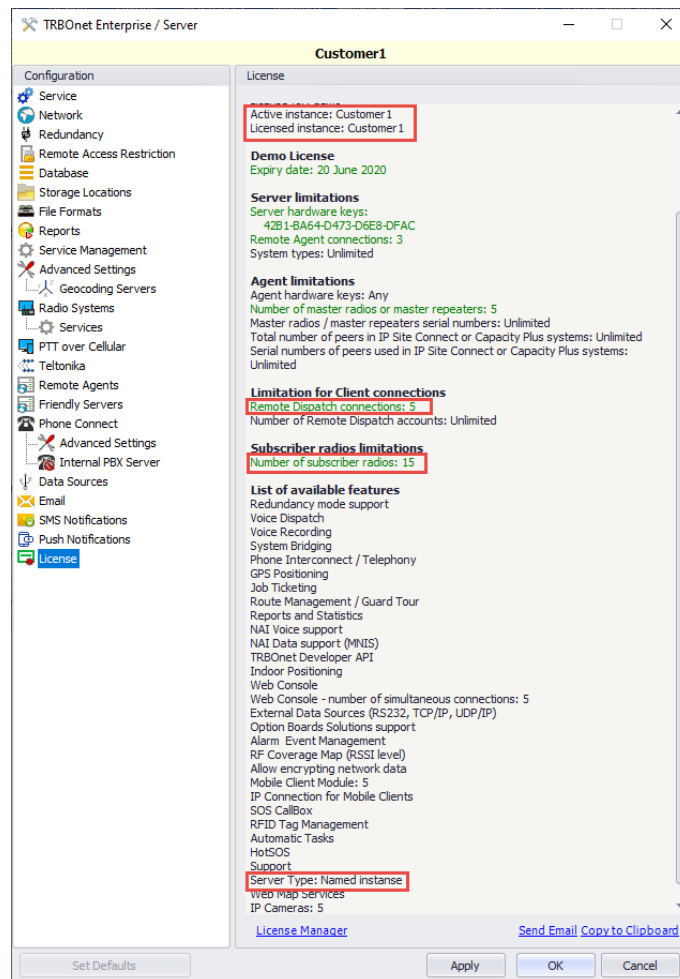 TRBOnet Enterprise / Server
Customer1
Configuration
Service
Network
Redundancy
Remote Access Restriction
Database
Storage Locations
File Formats
Reports
Service Management
Advanced Settings
Geocoding Servers
Radio Systems
Services
PTT over Cellular
Teltonika
Remote Agents
Friendly Servers
Phone Connect
Advanced Settings
Internal PBX Server
Data Sources
Email
SMS Notifications
Push Notifications
License
License
Active instance: Customer1
Licensed instance: Customer1
Demo License
Expiry date: 20 June 2020
Server limitations
Server hardware keys:
42B1-BA64-D473-D6E8-DFAC
Remote Agent connections: 3
System types: Unlimited
Agent limitations
Agent hardware keys: Any
Number of master radios or master repeaters: 5
Master radios / master repeaters serial numbers: Unlimited
Total number of peers in IP Site Connect or Capacity Plus systems: Unlimited
Serial numbers of peers used in IP Site Connect or Capacity Plus systems:
Unlimited
Limitation for Client connections
Remote Dispatch connections: 5
Number of Remote Dispatch accounts: Unlimited
Subscriber radios limitations
Number of subscriber radios: 15
List of available features
Redundancy mode support
Voice Dispatch
Voice Recording
System Bridging
Phone Interconnect / Telephony
GPS Positioning
Job Ticketing
Route Management / Guard Tour
Reports and Statistics
NAI Voice support
NAI Data support (MNIS)
TRBOnet Developer API
Indoor Positioning
Web Console
Web Console - number of simultaneous connections: 5
External Data Sources (RS232, TCP/IP, UDP/IP)
Option Boards Solutions support
Alarm Event Management
RF Coverage Map (RSSI level)
Allow encrypting network data
Mobile Client Module: 5
IP Connection for Mobile Clients
SOS CallBox
RFID Tag Management
Automatic Tasks
HotSOS
Support
Server Type: Named instanse
Web Map Services
IP Cameras: 5
License Manager
Send Email Copy to Clipboard
Set Defaults
Apply
OK
Cancel